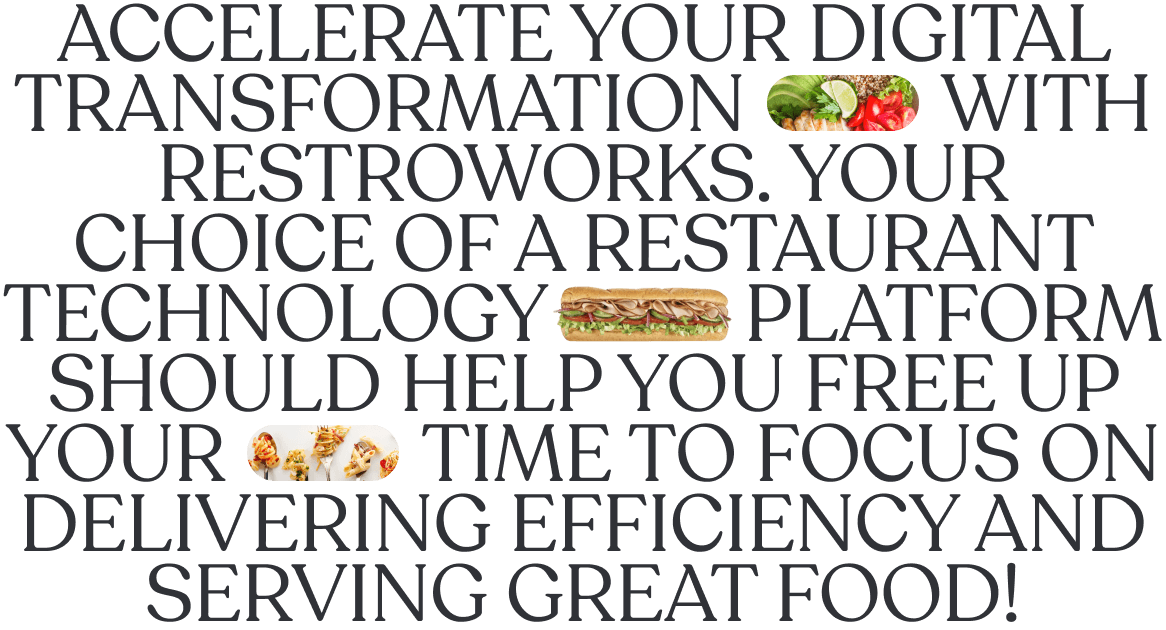 ACCELERATE YOUR DIGITAL
TRANSFORMATION WITH
RESTROWORKS. YOUR
CHOICE OF A RESTAURANT
TECHNOLOGY PLATFORM
SHOULD HELP YOU FREE UP
YOUR TIME TO FOCUS ON
DELIVERING EFFICIENCY AND
SERVING GREAT FOOD!